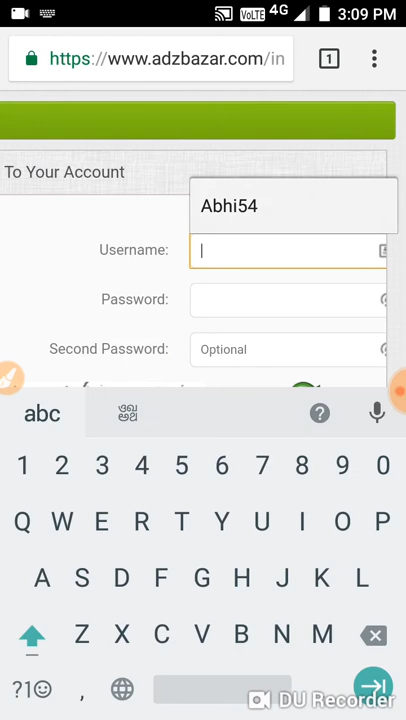 4G 3:09 PM
VoLTE
https://www.adzbazar.com/in
1
To Your Account
Abhi54
Username:
Password:
Second Password: Optional
abc
1 2 3 4 5 6 7 8 9 0
Q W E R T Y U I O P
A S D F G H J K L
Z X C V B N M
?1☺ ,
DU Recorder